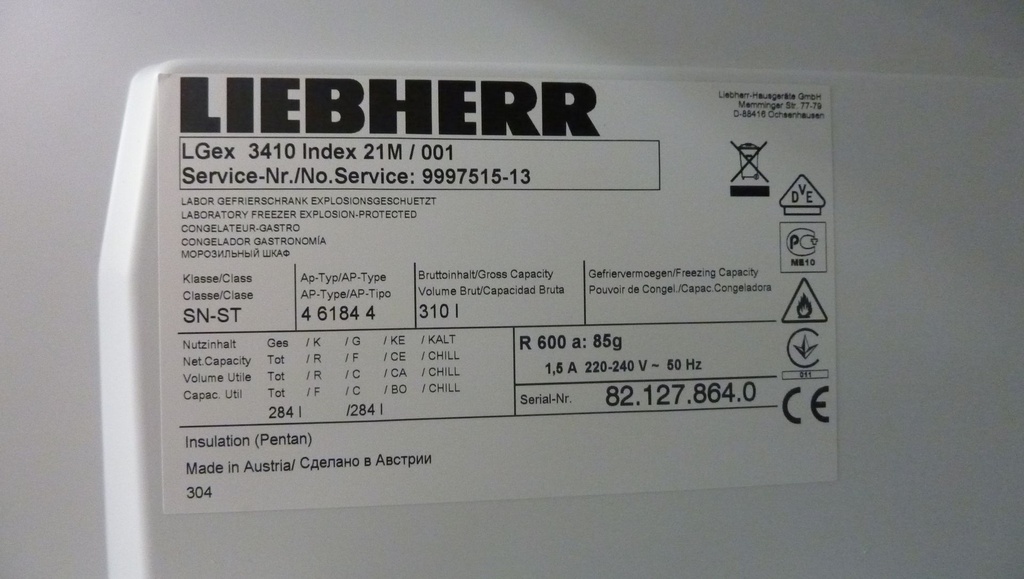 LIEBHERR
Liebherr-Hausgeräte GmbH
Memminger Str. 77-79
D-88416 Ochsenhausen
LGex 3410 Index 21M / 001
Service-Nr./No.Service: 9997515-13
LABOR GEFRIERSCHRANK EXPLOSIONSGESCHUETZT
LABORATORY FREEZER EXPLOSION-PROTECTED
CONGELATEUR-GASTRO
CONGELADOR GASTRONOMÍA
МОРОЗИЛЬНЫЙ ШКАФ
DVE
PC
ME10
Klasse/Class
Classe/Clase
SN-ST
Ap-Typ/AP-Type
AP-Type/AP-Tipo
4 6184 4
Bruttoinhalt/Gross Capacity
Volume Brut/Capacidad Bruta
310 l
Gefriervermoegen/Freezing Capacity
Pouvoir de Congel./Capac.Congeladora
Nutzinhalt Ges / K / G / KE / KALT
Net.Capacity Tot / R / F / CE / CHILL
Volume Utile Tot / R / C / CA / CHILL
Capac. Util Tot / F / C / BO / CHILL
284 l /284 l
R 600 a: 85g
1,5 A 220-240 V ~ 50 Hz
Serial-Nr. 82.127.864.0
011
CE
Insulation (Pentan)
Made in Austria/ Сделано в Австрии
304